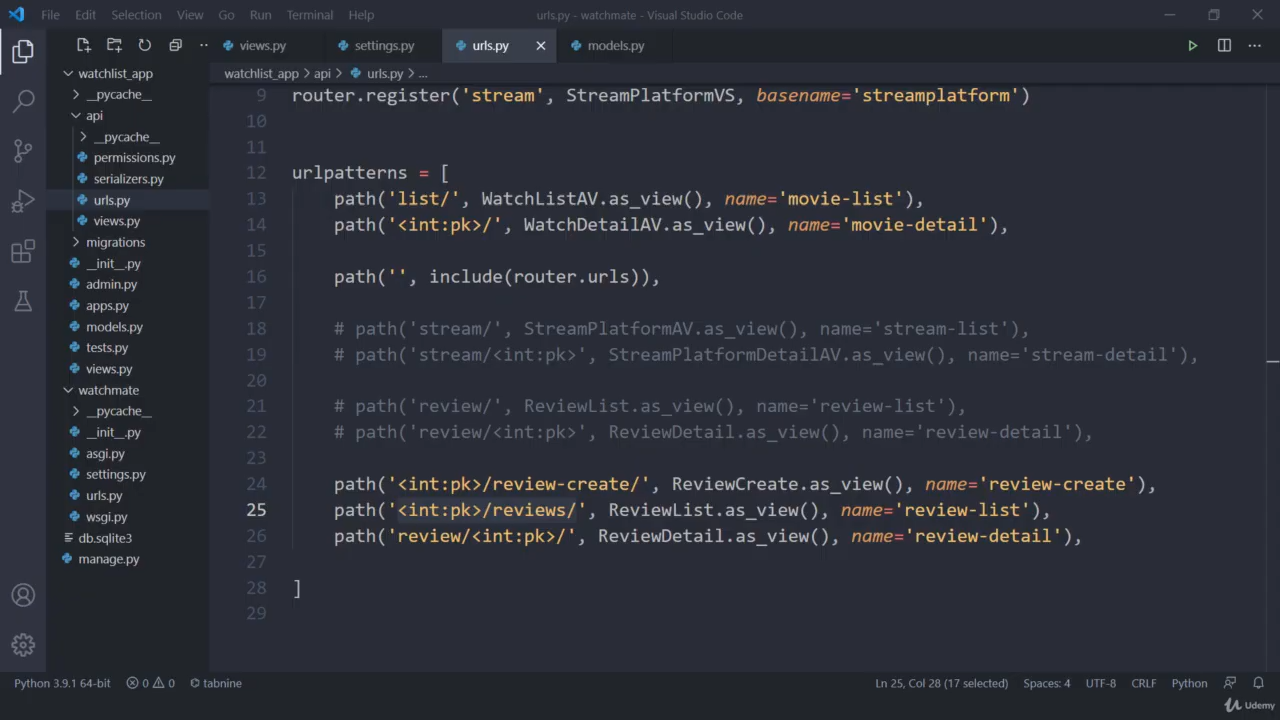 File Edit Selection View Go Run Terminal Help urls.py - watchmate - Visual Studio Code
views.py settings.py urls.py models.py
watchlist_app > api > urls.py > ...
watchlist_app
__pycache__
api
__pycache__
permissions.py
serializers.py
urls.py
views.py
migrations
__init__.py
admin.py
apps.py
models.py
tests.py
views.py
watchmate
__pycache__
__init__.py
asgi.py
settings.py
urls.py
wsgi.py
db.sqlite3
manage.py
9 router.register('stream', StreamPlatformVS, basename='streamplatform')
10
11
12 urlpatterns = [
13 path('list/', WatchListAV.as_view(), name='movie-list'),
14 path('<int:pk>/', WatchDetailAV.as_view(), name='movie-detail'),
15
16 path('', include(router.urls)),
17
18 # path('stream/', StreamPlatformAV.as_view(), name='stream-list'),
19 # path('stream/<int:pk>', StreamPlatformDetailAV.as_view(), name='stream-detail'),
20
21 # path('review/', ReviewList.as_view(), name='review-list'),
22 # path('review/<int:pk>', ReviewDetail.as_view(), name='review-detail'),
23
24 path('<int:pk>/review-create/', ReviewCreate.as_view(), name='review-create'),
25 path('<int:pk>/reviews/', ReviewList.as_view(), name='review-list'),
26 path('review/<int:pk>/', ReviewDetail.as_view(), name='review-detail'),
27
28 ]
29
Python 3.9.1 64-bit 0 0 tabnine Ln 25, Col 28 (17 selected) Spaces: 4 UTF-8 CRLF Python
Udemy